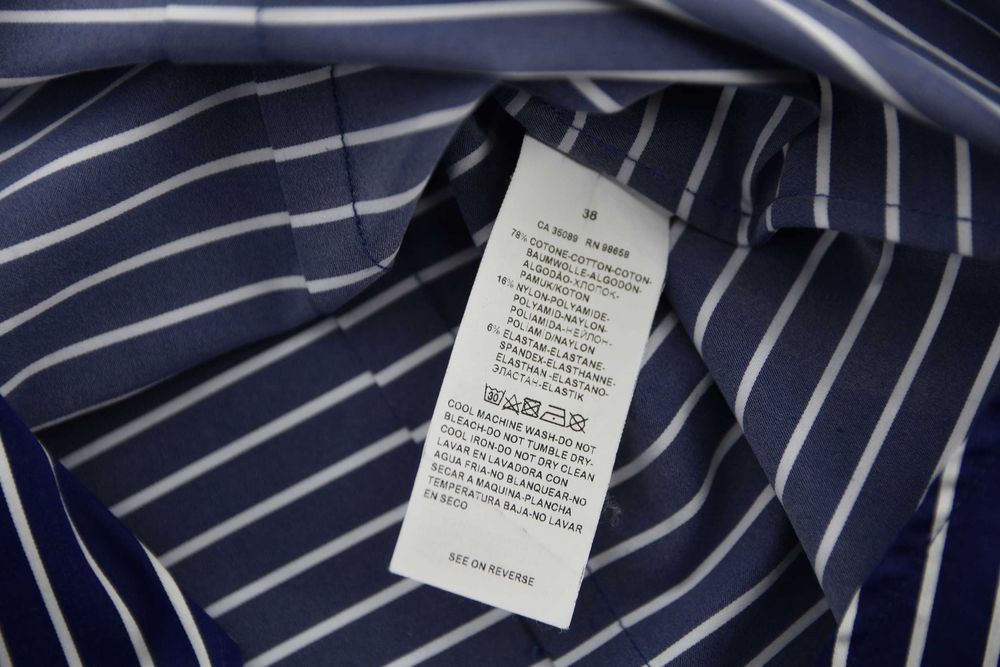 38
CA 35089 RN 98658
78% COTONE-COTTON-COTON-
BAUMWOLLE-ALGODÓN-
ALGODÃO-ХЛОПОК-
PAMUK/KOTON
16% NYLON-POLYAMIDE-
POLYAMID-NAYLON-
POLIAMIDA-НЕЙЛОН-
POLIAMID/NAYLON
6% ELASTAM-ELASTANE-
SPANDEX-ELASTHANNE-
ELASTHAN-ELASTANO-
ЭЛАСТАН-ELASTIK
30
COOL MACHINE WASH-DO NOT
BLEACH-DO NOT TUMBLE DRY-
COOL IRON-DO NOT DRY CLEAN
LAVAR EN LAVADORA CON
AGUA FRIA-NO BLANQUEAR-NO
SECAR A MAQUINA-PLANCHA
TEMPERATURA BAJA-NO LAVAR
EN SECO
SEE ON REVERSE